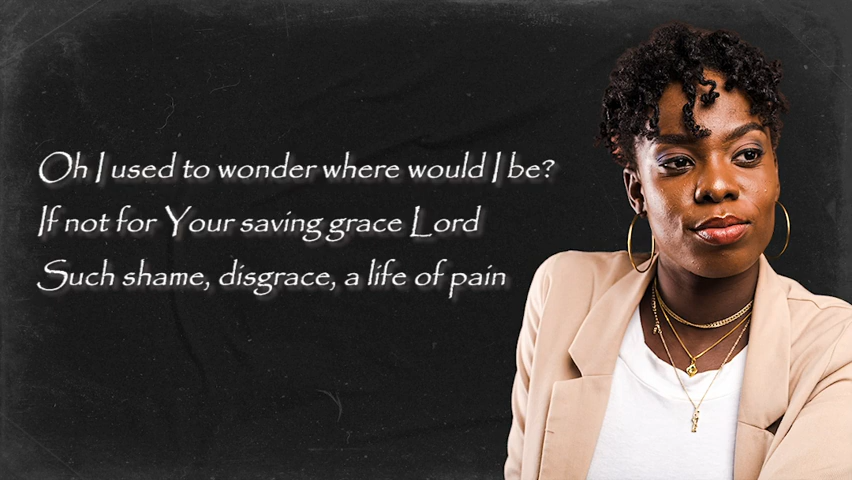 Oh I used to wonder where would I be?
If not for Your saving grace Lord
Such shame, disgrace, a life of pain